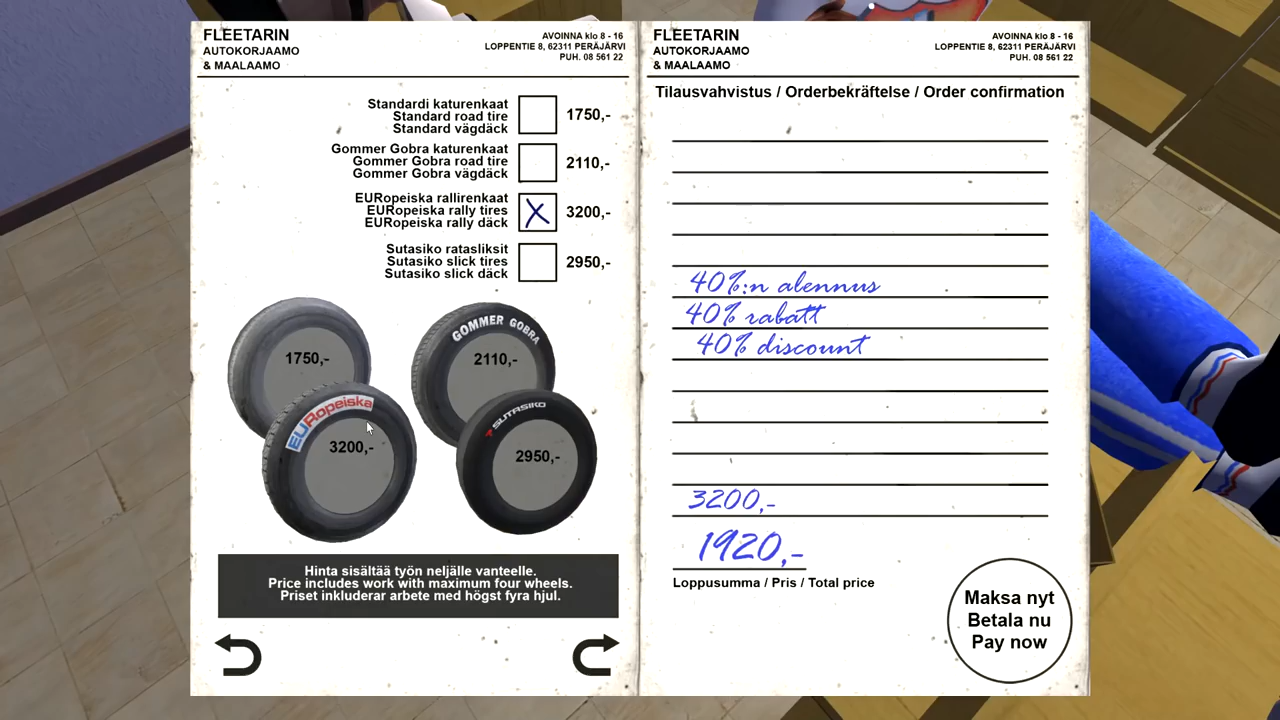 FLEETARIN
AUTOKORJAAMO
& MAALAAMO
AVOINNA klo 8 - 16
LOPPENTIE 8, 62311 PERÄJÄRVI
PUH. 08 561 22
Standardi katurenkaat
Standard road tire
Standard vägdäck
1750,-
Gommer Gobra katurenkaat
Gommer Gobra road tire
Gommer Gobra vägdäck
2110,-
EURopeiska rallirenkaat
EURopeiska rally tires
EURopeiska rally däck
X
3200,-
Sutasiko ratasliksit
Sutasiko slick tires
Sutasiko slick däck
2950,-
1750,-
GOMMER GOBRA
2110,-
EURopeiska
3200,-
SUTASIKO
2950,-
Hinta sisältää työn neljälle vanteelle.
Price includes work with maximum four wheels.
Priset inkluderar arbete med högst fyra hjul.
FLEETARIN
AUTOKORJAAMO
& MAALAAMO
AVOINNA klo 8 - 16
LOPPENTIE 8, 62311 PERÄJÄRVI
PUH. 08 561 22
Tilausvahvistus / Orderbekräftelse / Order confirmation
40%:n alennus
40% rabatt
40% discount
3200,-
1920,-
Loppusumma / Pris / Total price
Maksa nyt
Betala nu
Pay now